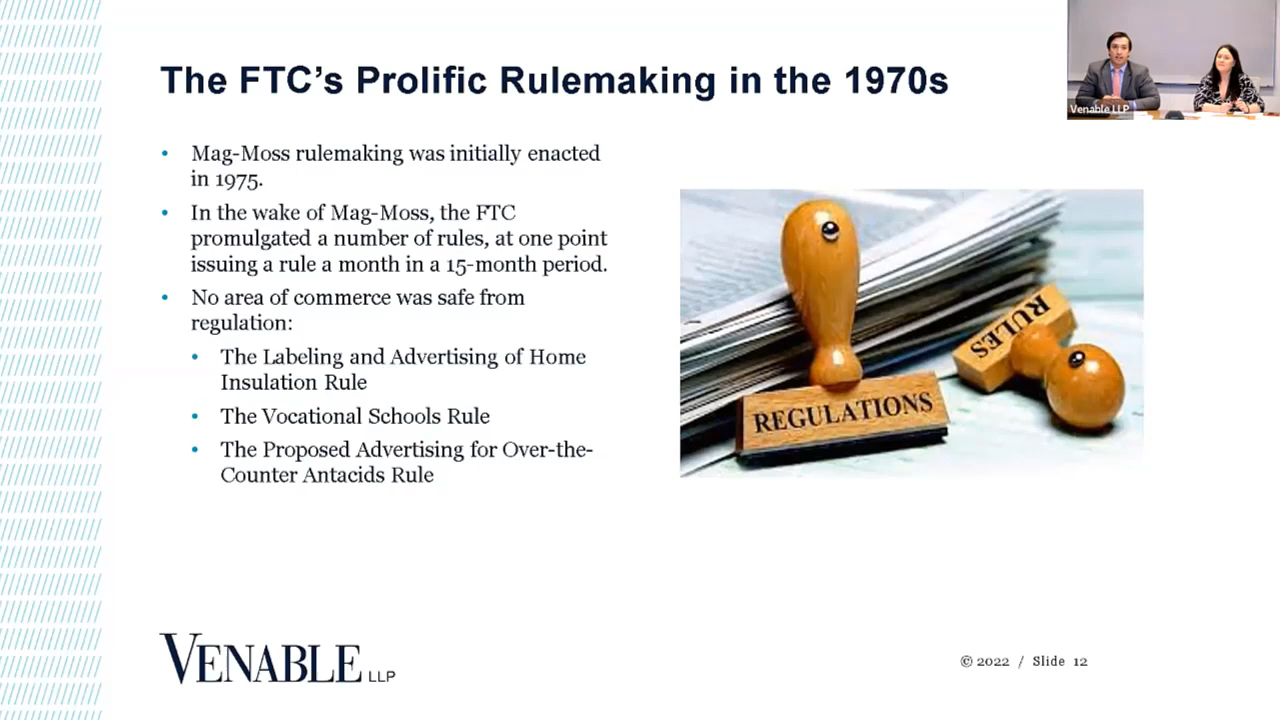 The FTC’s Prolific Rulemaking in the 1970s
Venable LLP
• Mag-Moss rulemaking was initially enacted
in 1975.
• In the wake of Mag-Moss, the FTC
promulgated a number of rules, at one point
issuing a rule a month in a 15-month period.
• No area of commerce was safe from
regulation:
• The Labeling and Advertising of Home
Insulation Rule
• The Vocational Schools Rule
• The Proposed Advertising for Over-the-
Counter Antacids Rule
RULES
REGULATIONS
VENABLE LLP
© 2022 / Slide 12